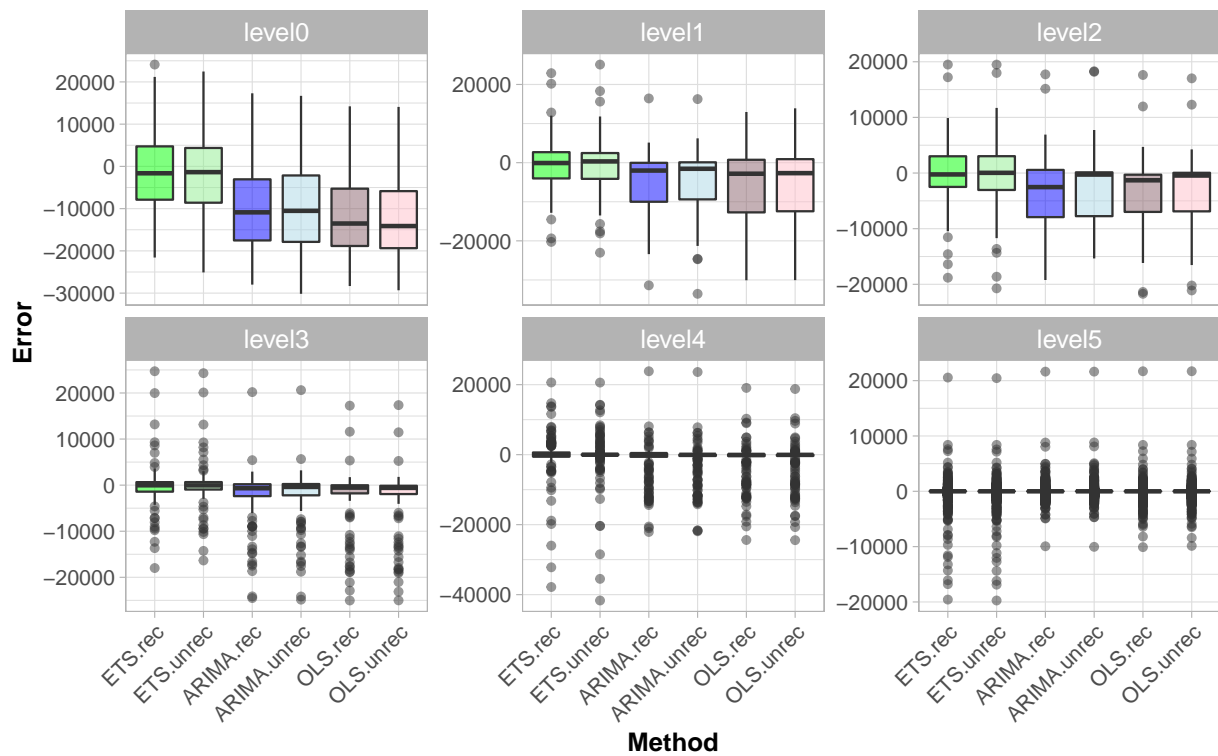 level0
level1
level2
20000
10000
0
−10000
−20000
−30000
20000
0
−20000
20000
10000
0
−10000
−20000
Error
level3
level4
level5
20000
10000
0
−10000
−20000
20000
0
−20000
−40000
20000
10000
0
−10000
−20000
ETS.rec
ETS.unrec
ARIMA.rec
ARIMA.unrec
OLS.rec
OLS.unrec
ETS.rec
ETS.unrec
ARIMA.rec
ARIMA.unrec
OLS.rec
OLS.unrec
ETS.rec
ETS.unrec
ARIMA.rec
ARIMA.unrec
OLS.rec
OLS.unrec
Method